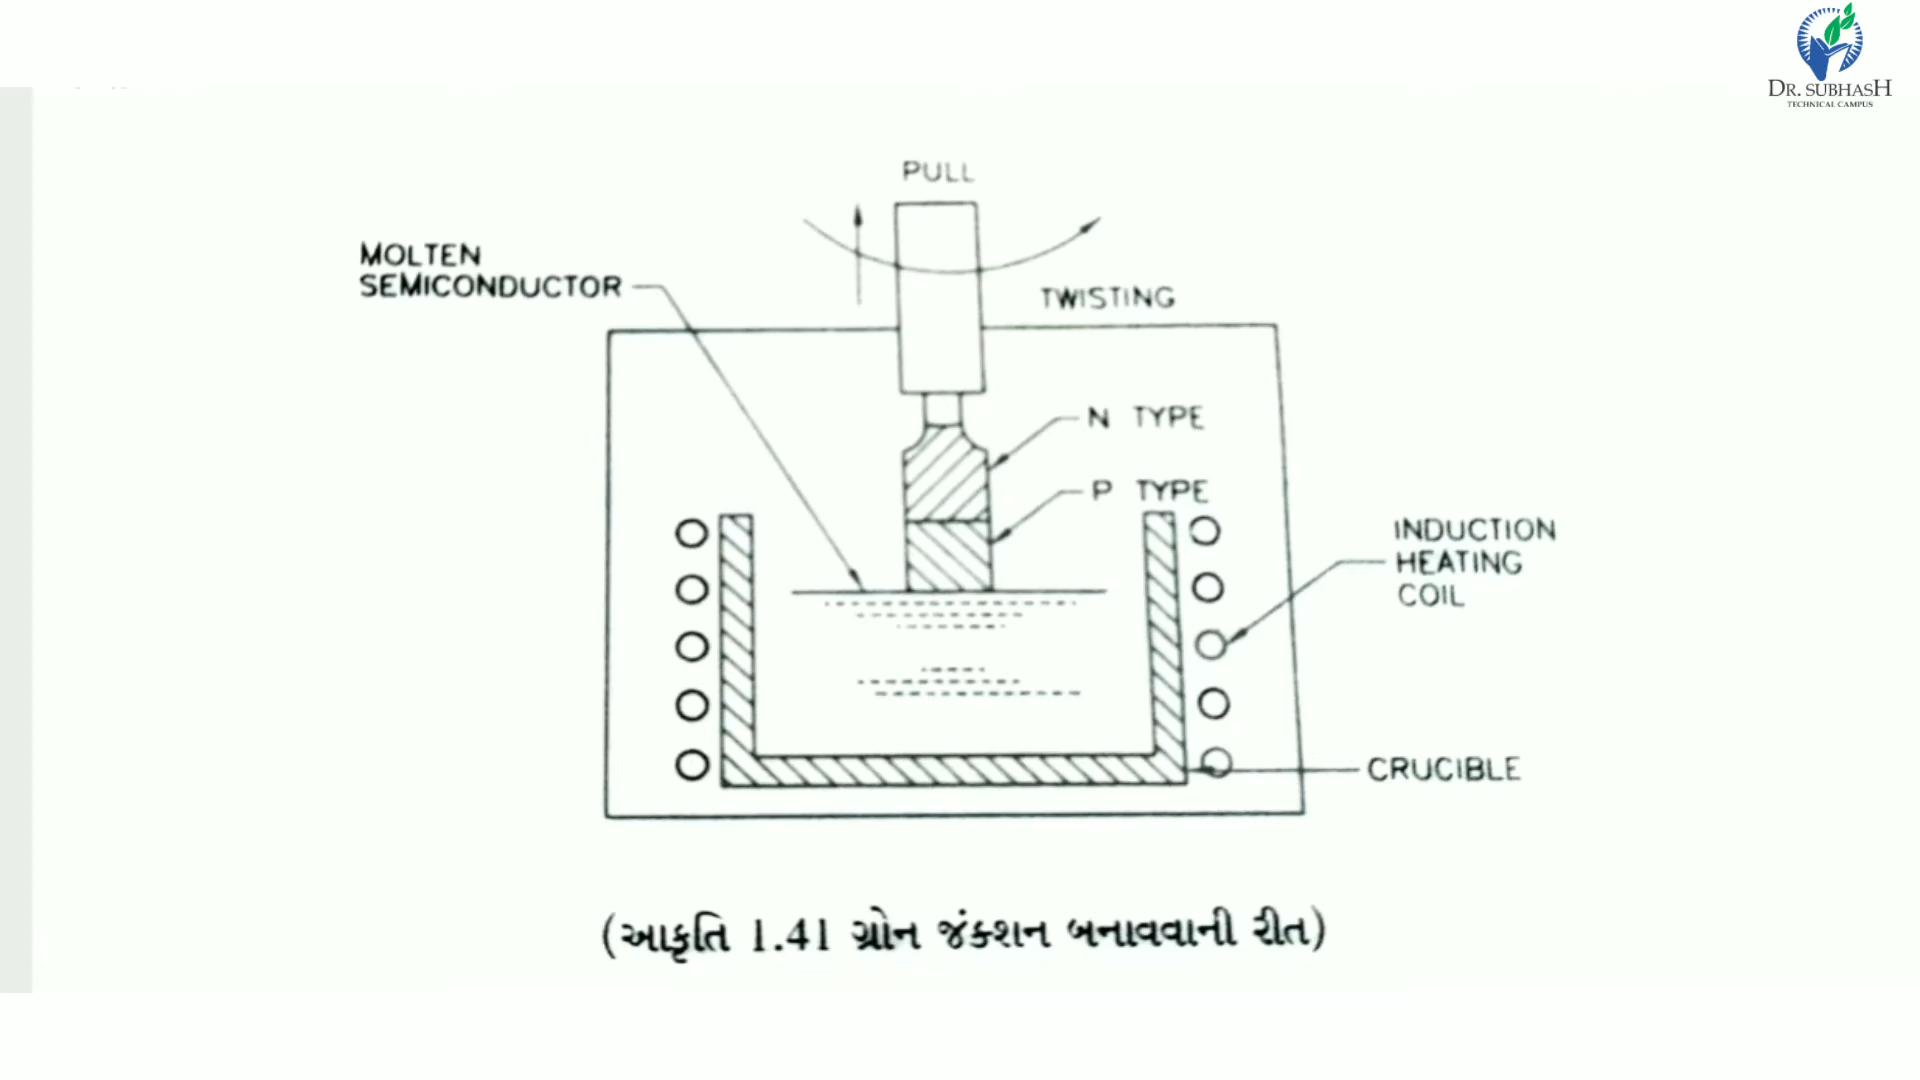 DR. SUBHASH
TECHNICAL CAMPUS
PULL
MOLTEN
SEMICONDUCTOR
TWISTING
N TYPE
P TYPE
INDUCTION
HEATING
COIL
CRUCIBLE
(આકૃતિ 1.41 ગ્રોન જંકશન બનાવવાની રીત)